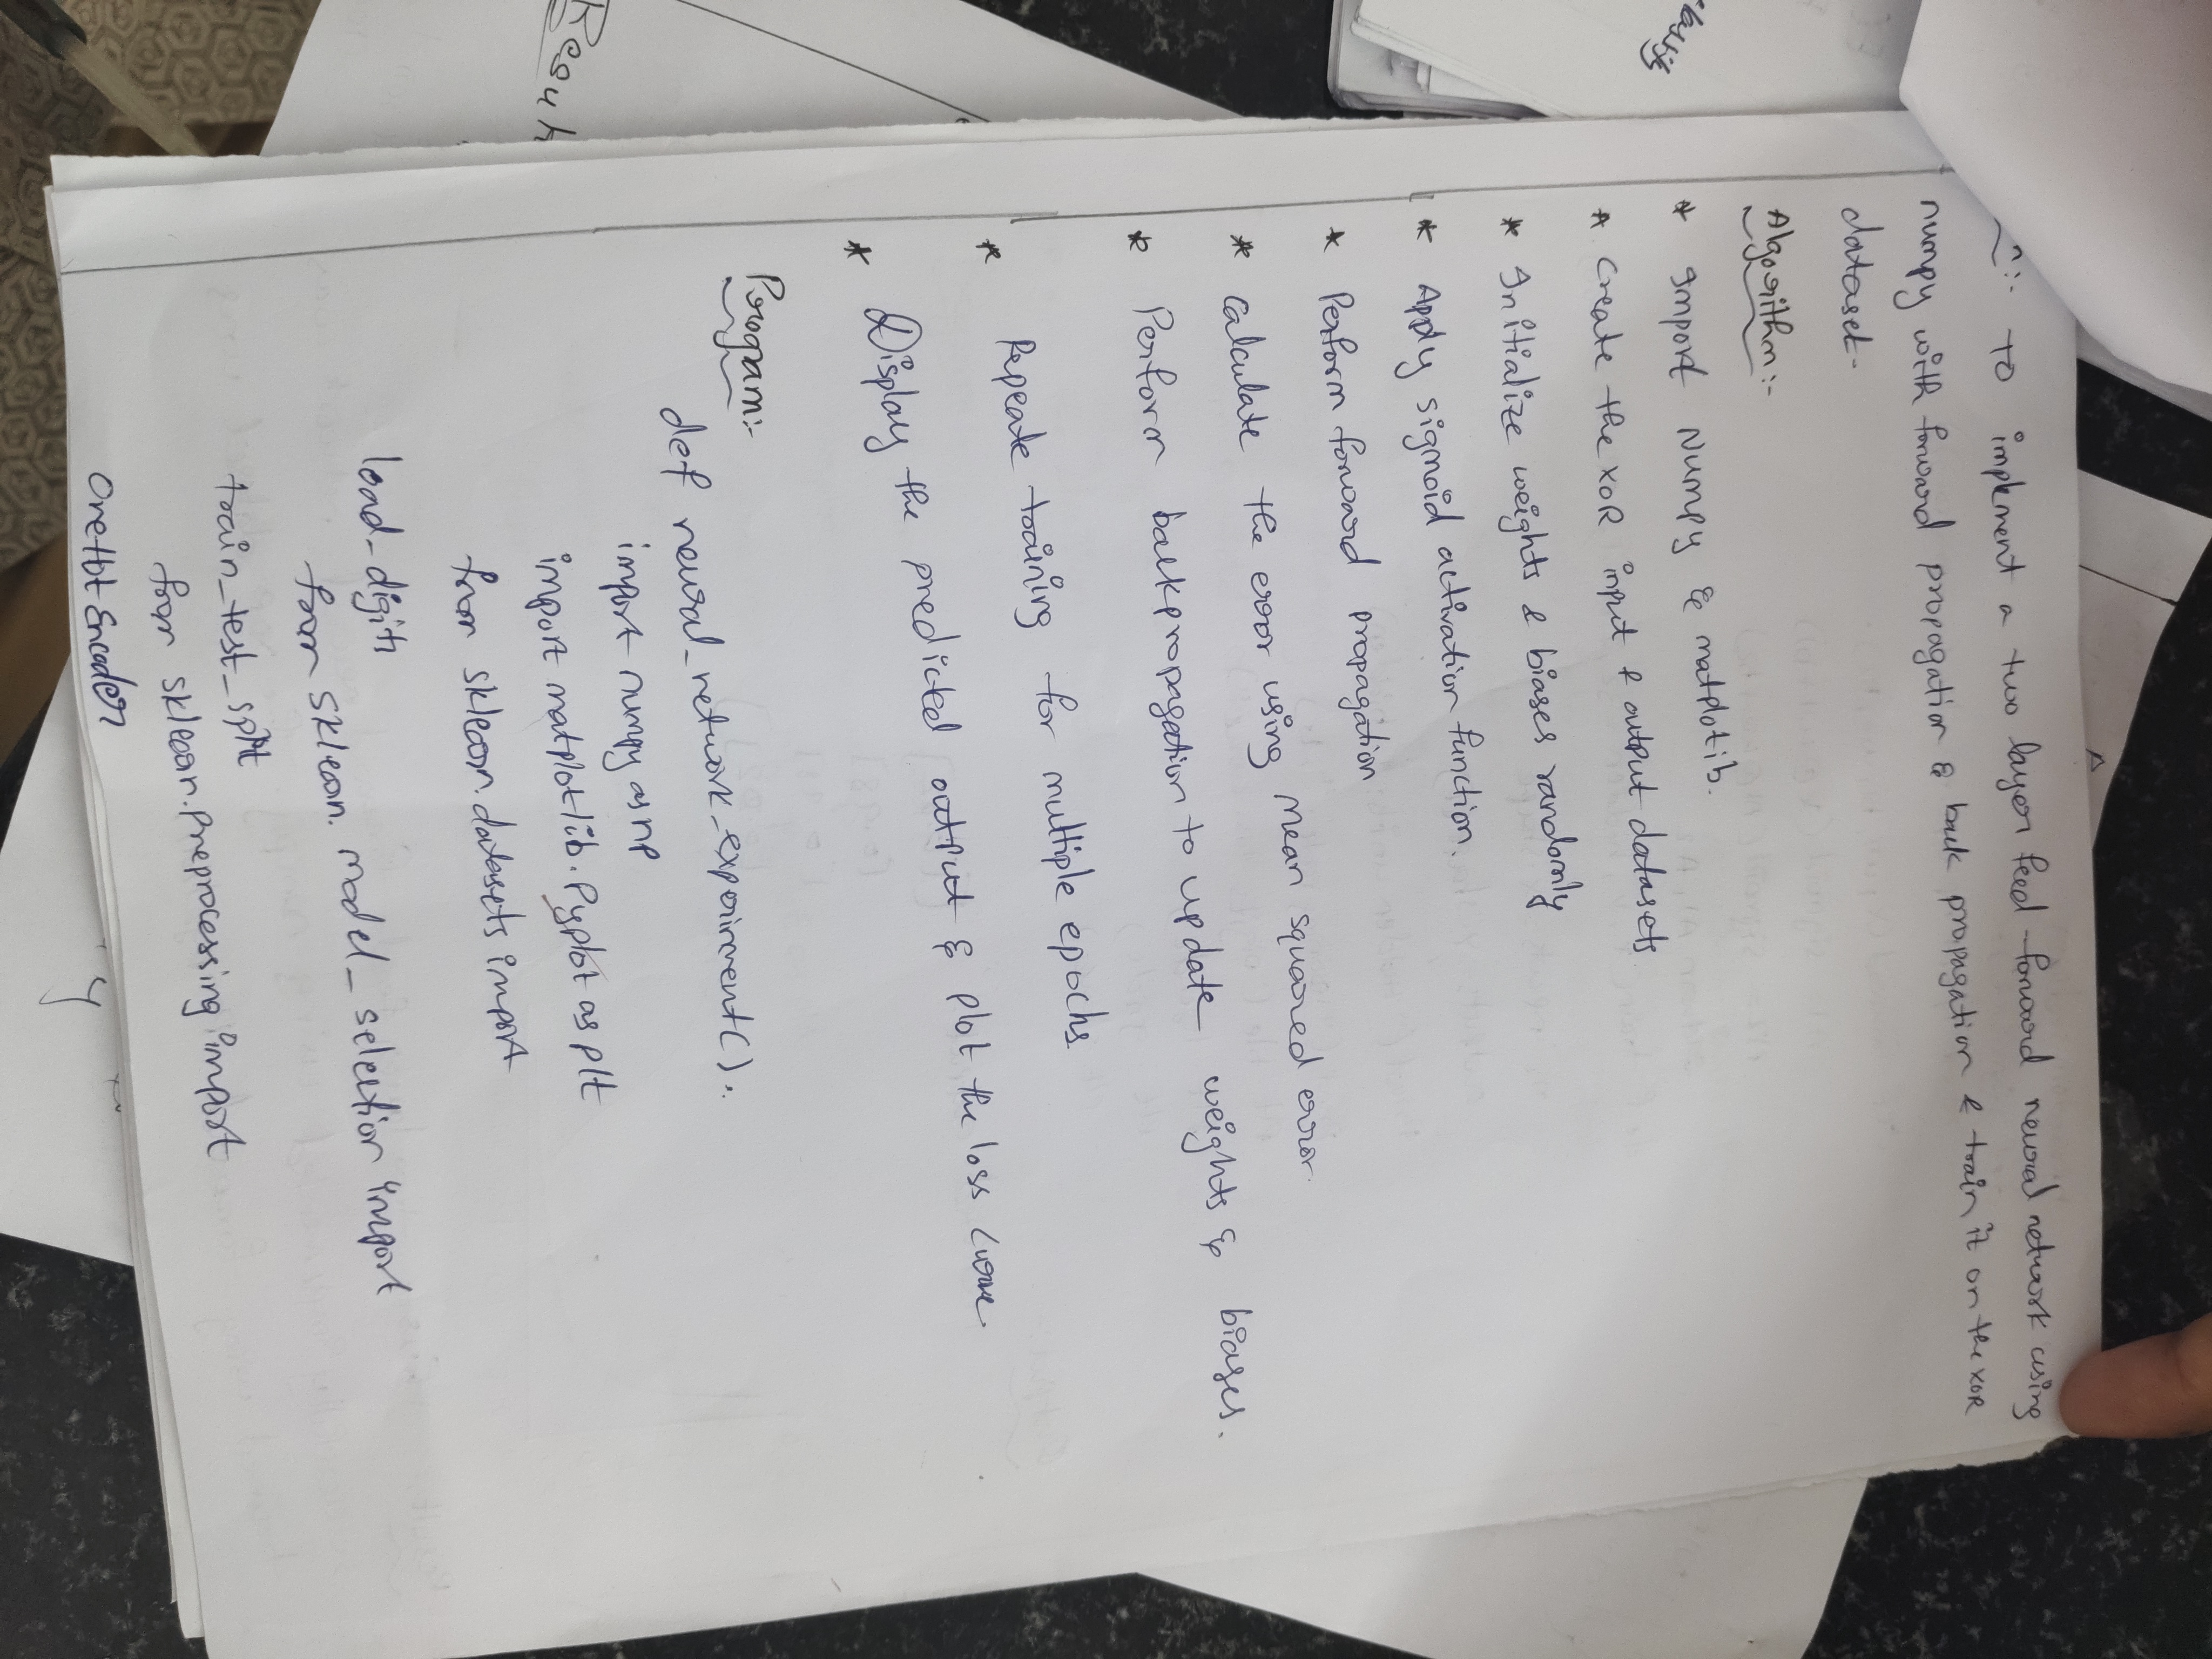 :- To implement a two layer feed-forward neural network using
numpy with forward propagation & back propagation & train it on the XOR
dataset.
Algorithm:-
* Import Numpy & matplotib.
* Create the XOR input & output datasets
* Initialize weights & biases randomly
* Apply sigmoid activation function.
* Perform forward propagation
* Calculate the error using mean squared error.
* Perform backpropagation to update weights & biases.
* Repeate training for multiple epochs
* Display the predicted output & plot the loss curve.
Program:-
def neural_network_experiment():
import numpy as np
import matplotlib.Pyplot as plt
from sklearn.datasets import
load_digits
from sklearn.model_selection import
train_test_split
from sklearn.preprocessing import
OneHotEncoder
Result
y